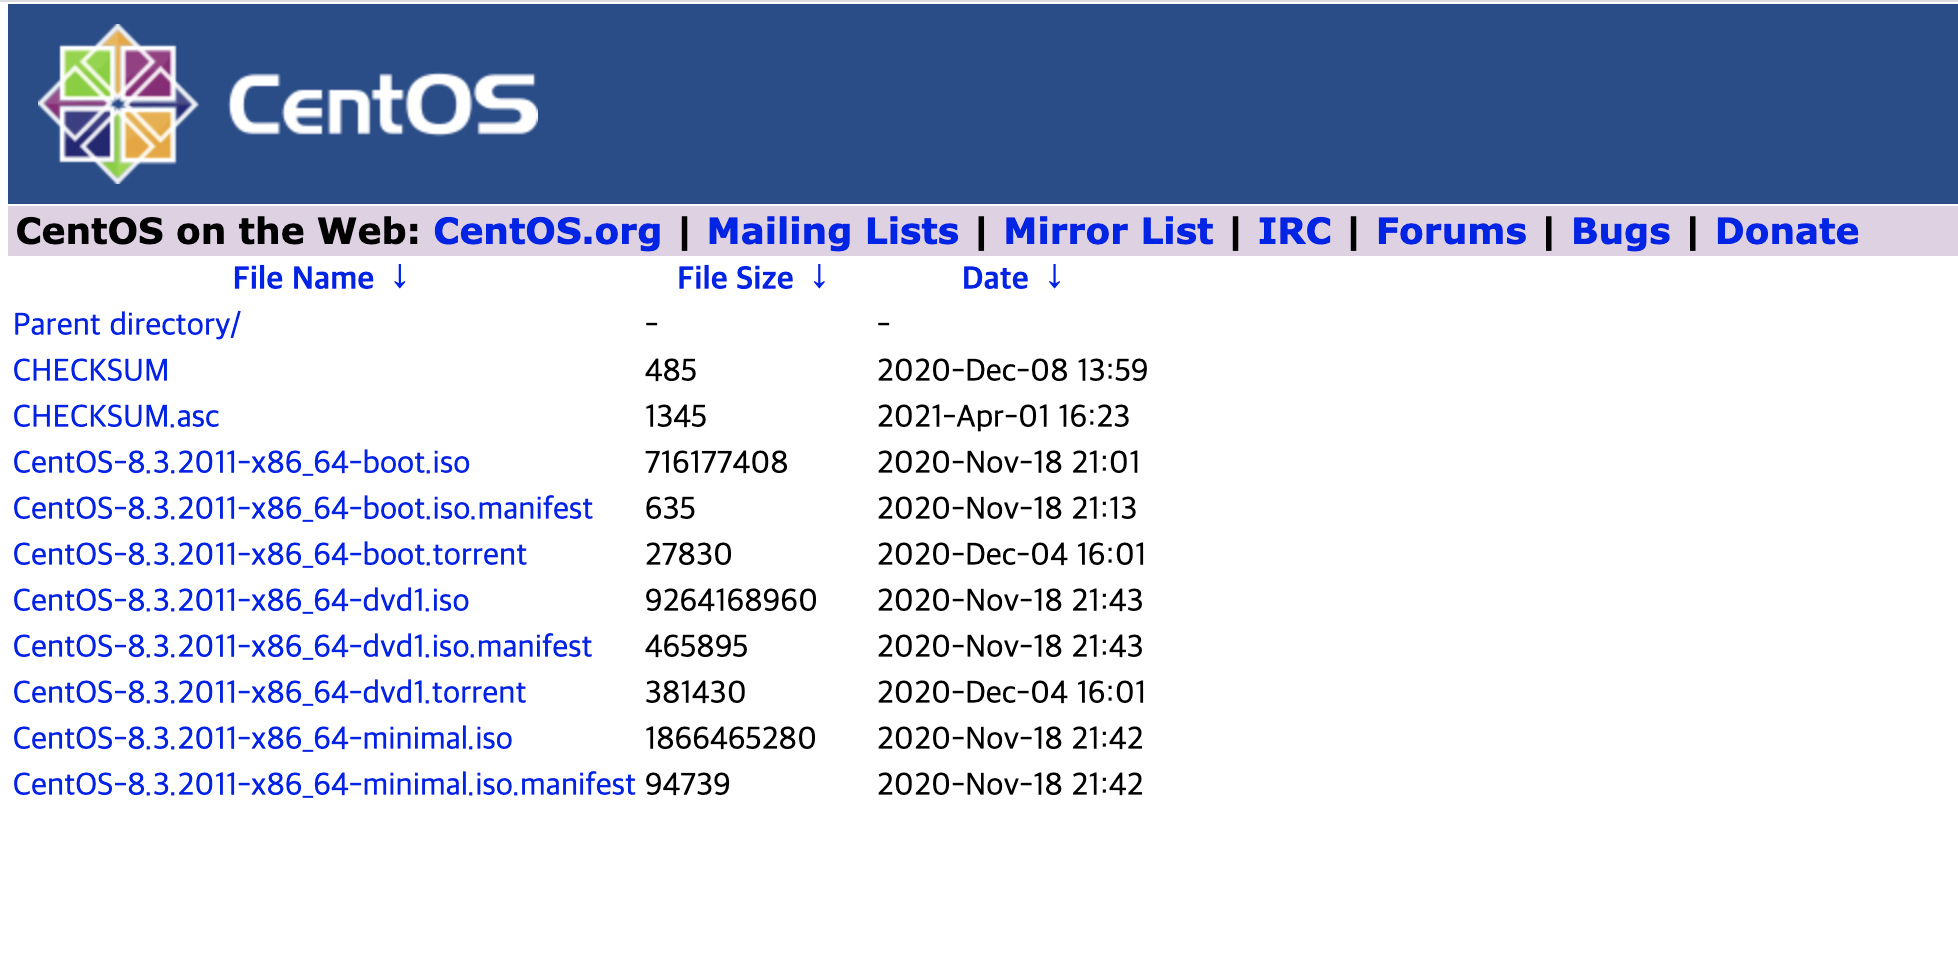 CentOS
CentOS on the Web: CentOS.org | Mailing Lists | Mirror List | IRC | Forums | Bugs | Donate
File Name ↓ File Size ↓ Date ↓
Parent directory/ - -
CHECKSUM 485 2020-Dec-08 13:59
CHECKSUM.asc 1345 2021-Apr-01 16:23
CentOS-8.3.2011-x86_64-boot.iso 716177408 2020-Nov-18 21:01
CentOS-8.3.2011-x86_64-boot.iso.manifest 635 2020-Nov-18 21:13
CentOS-8.3.2011-x86_64-boot.torrent 27830 2020-Dec-04 16:01
CentOS-8.3.2011-x86_64-dvd1.iso 9264168960 2020-Nov-18 21:43
CentOS-8.3.2011-x86_64-dvd1.iso.manifest 465895 2020-Nov-18 21:43
CentOS-8.3.2011-x86_64-dvd1.torrent 381430 2020-Dec-04 16:01
CentOS-8.3.2011-x86_64-minimal.iso 1866465280 2020-Nov-18 21:42
CentOS-8.3.2011-x86_64-minimal.iso.manifest 94739 2020-Nov-18 21:42